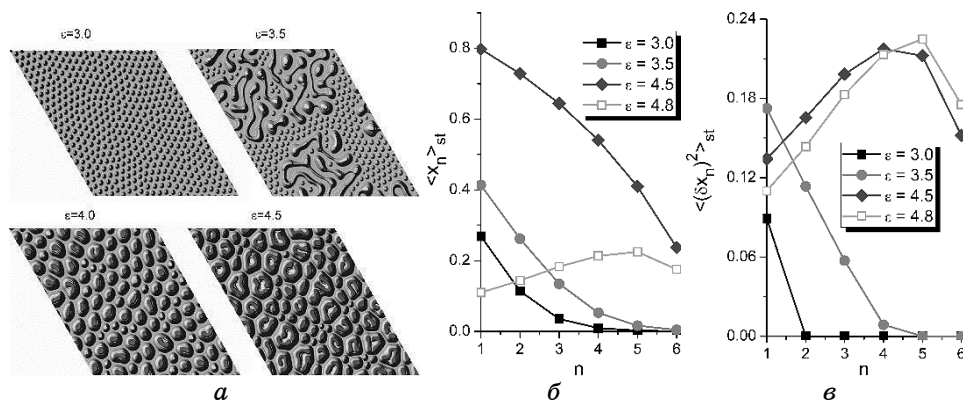 ε=3.0
ε=3.5
ε=4.0
ε=4.5
а
<x_n>_st
0.8
0.6
0.4
0.2
0.0
ε = 3.0
ε = 3.5
ε = 4.5
ε = 4.8
1 2 3 4 5 6
n
б
<(δx_n)^2>_st
0.24
0.18
0.12
0.06
0.00
ε = 3.0
ε = 3.5
ε = 4.5
ε = 4.8
1 2 3 4 5 6
n
в